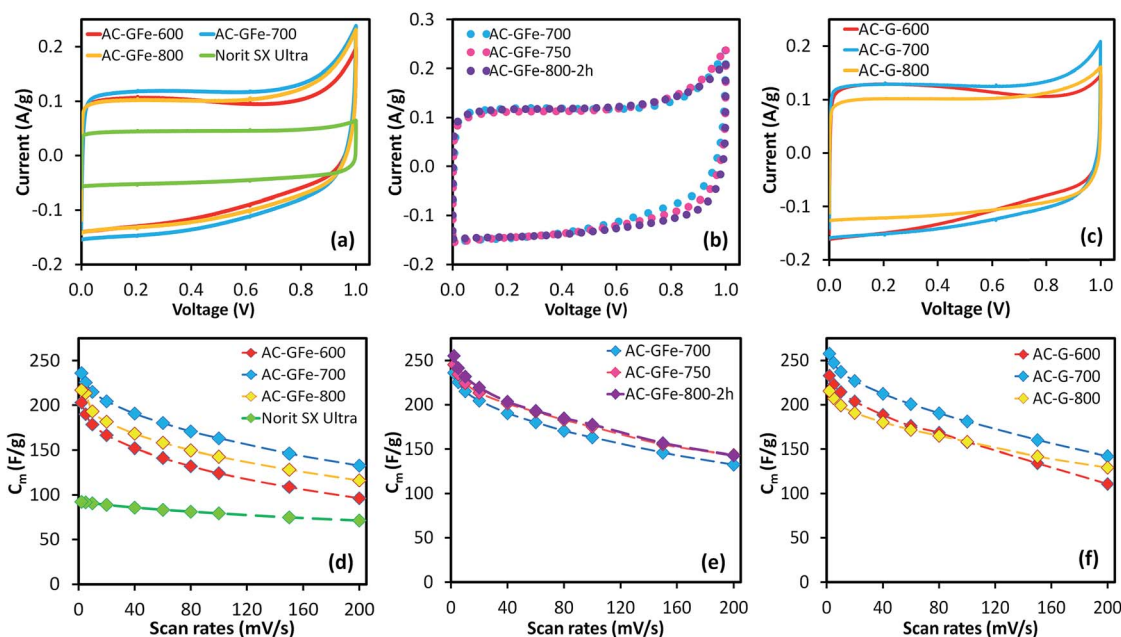 AC-GFe-600 AC-GFe-700
AC-GFe-800 Norit SX Ultra
0.2
0.1
0.0
-0.1
-0.2
Current (A/g)
(a)
0.0 0.2 0.4 0.6 0.8 1.0
Voltage (V)
AC-GFe-700
AC-GFe-750
AC-GFe-800-2h
0.2
0.1
0.0
-0.1
-0.2
Current (A/g)
(b)
0.0 0.2 0.4 0.6 0.8 1.0
Voltage (V)
AC-G-600
AC-G-700
AC-G-800
0.2
0.1
0.0
-0.1
-0.2
Current (A/g)
(c)
0.0 0.2 0.4 0.6 0.8 1.0
Voltage (V)
AC-GFe-600
AC-GFe-700
AC-GFe-800
Norit SX Ultra
250
200
150
100
50
0
Cm (F/g)
(d)
0 40 80 120 160 200
Scan rates (mV/s)
AC-GFe-700
AC-GFe-750
AC-GFe-800-2h
250
200
150
100
50
0
Cm (F/g)
(e)
0 40 80 120 160 200
Scan rates (mV/s)
AC-G-600
AC-G-700
AC-G-800
250
200
150
100
50
0
Cm (F/g)
(f)
0 40 80 120 160 200
Scan rates (mV/s)